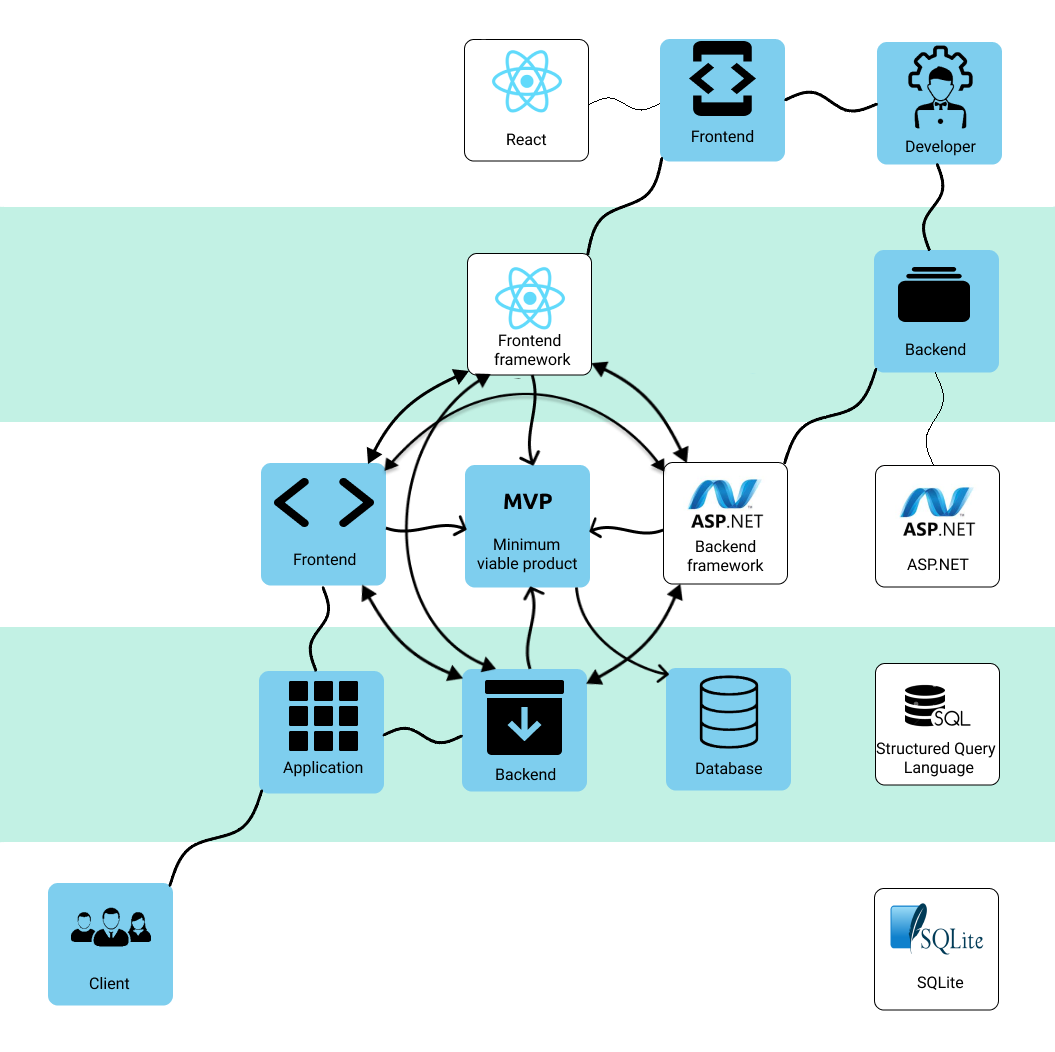 React
Frontend
Developer
Frontend
framework
Backend
Frontend
MVP
Minimum
viable product
ASP.NET
Backend
framework
ASP.NET
ASP.NET
Application
Backend
Database
SQL
Structured Query
Language
Client
SQLite
SQLite